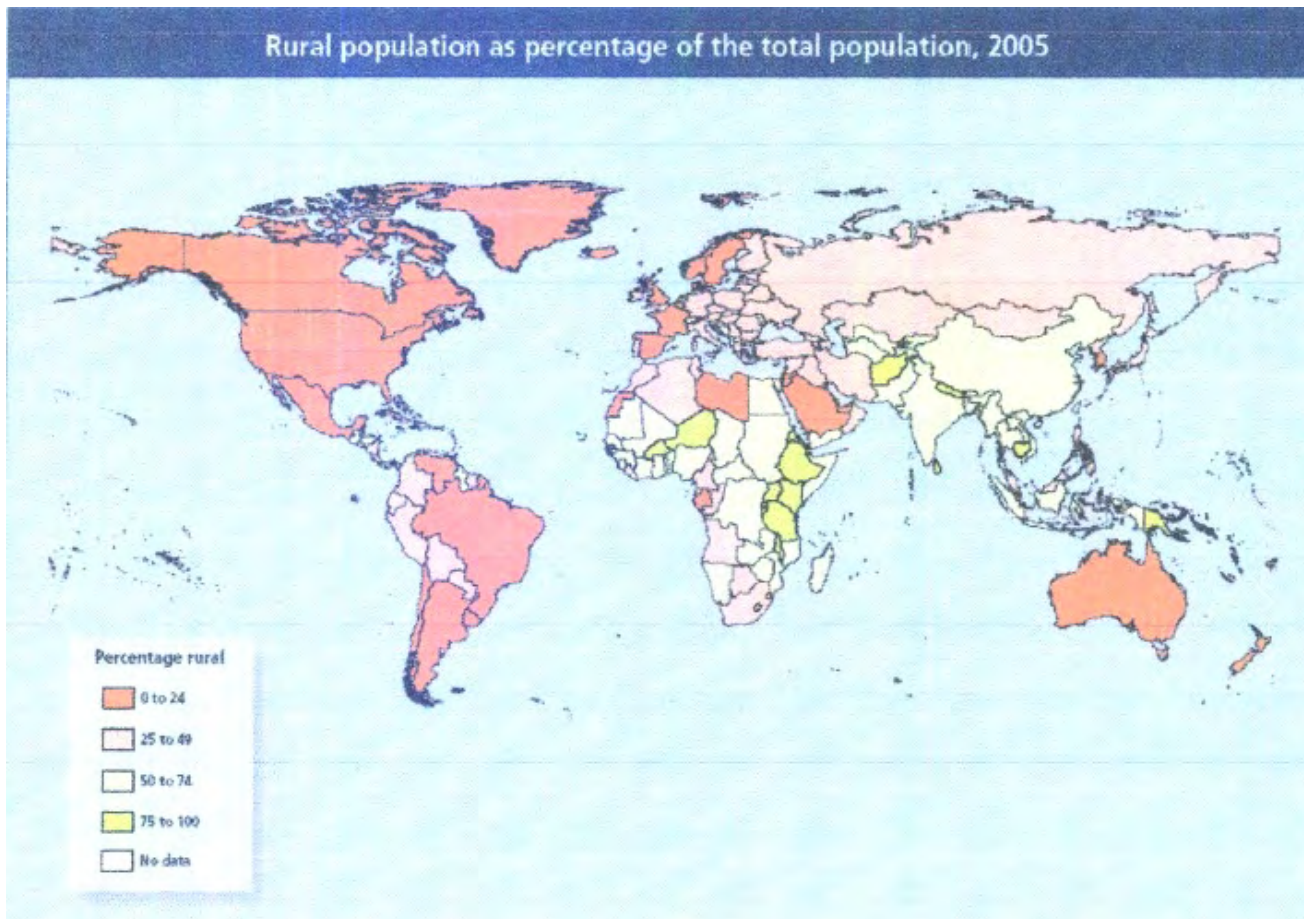 Rural population as percentage of the total population, 2005
Percentage rural
0 to 24
25 to 49
50 to 74
75 to 100
No data